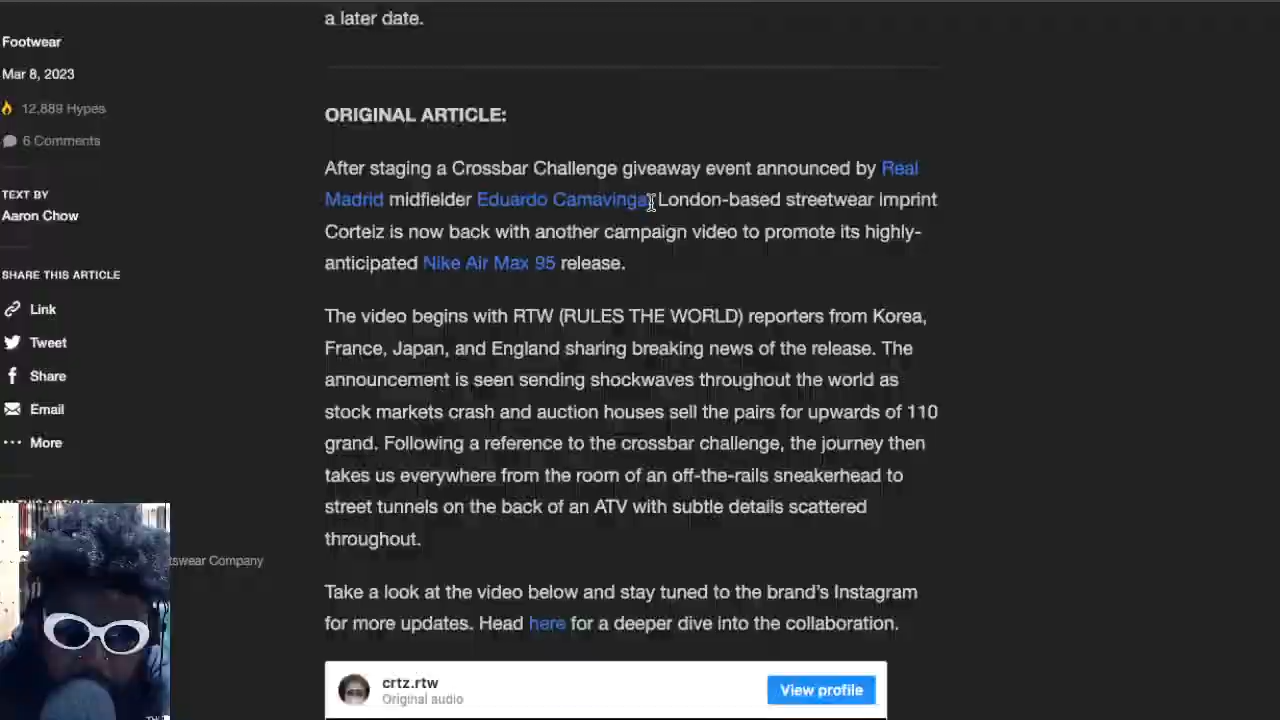 a later date.
Footwear
Mar 8, 2023
12,889 Hypes
6 Comments
TEXT BY
Aaron Chow
SHARE THIS ARTICLE
Link
Tweet
Share
Email
More
IN THIS ARTICLE
tswear Company
ORIGINAL ARTICLE:
After staging a Crossbar Challenge giveaway event announced by Real
Madrid midfielder Eduardo Camavinga, London-based streetwear imprint
Corteiz is now back with another campaign video to promote its highly-
anticipated Nike Air Max 95 release.
The video begins with RTW (RULES THE WORLD) reporters from Korea,
France, Japan, and England sharing breaking news of the release. The
announcement is seen sending shockwaves throughout the world as
stock markets crash and auction houses sell the pairs for upwards of 110
grand. Following a reference to the crossbar challenge, the journey then
takes us everywhere from the room of an off-the-rails sneakerhead to
street tunnels on the back of an ATV with subtle details scattered
throughout.
Take a look at the video below and stay tuned to the brand’s Instagram
for more updates. Head here for a deeper dive into the collaboration.
crtz.rtw
Original audio
View profile